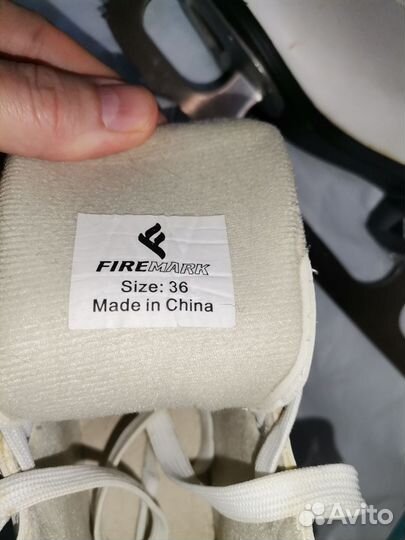 FIREMARK
Size: 36
Made in China
Avito